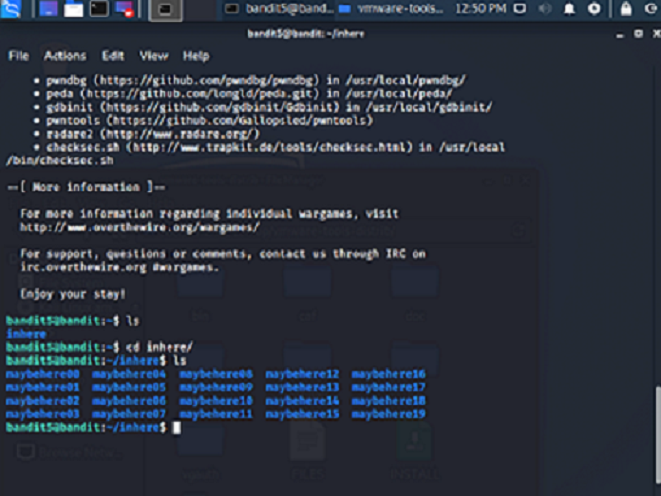 bandit5@band... vmware-tools... 12:50 PM
bandit5@bandit: ~/inhere
File Actions Edit View Help
• pwndbg (https://github.com/pwndbg/pwndbg) in /usr/local/pwndbg/
• peda (https://github.com/longld/peda.git) in /usr/local/peda/
• gdbinit (https://github.com/gdbinit/Gdbinit) in /usr/local/gdbinit/
• pwntools (https://github.com/Gallopsled/pwntools)
• radare2 (http://www.radare.org/)
• checksec.sh (http://www.trapkit.de/tools/checksec.html) in /usr/local
/bin/checksec.sh
--[ More information ]--
For more information regarding individual wargames, visit
http://www.overthewire.org/wargames/
For support, questions or comments, contact us through IRC on
irc.overthewire.org #wargames.
Enjoy your stay!
bandit5@bandit:~$ ls
inhere
bandit5@bandit:~$ cd inhere/
bandit5@bandit:~/inhere$ ls
maybehere00 maybehere04 maybehere08 maybehere12 maybehere16
maybehere01 maybehere05 maybehere09 maybehere13 maybehere17
maybehere02 maybehere06 maybehere10 maybehere14 maybehere18
maybehere03 maybehere07 maybehere11 maybehere15 maybehere19
bandit5@bandit:~/inhere$